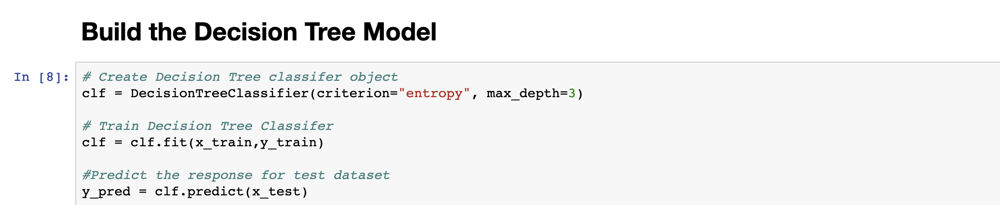 Build the Decision Tree Model
In [8]:
# Create Decision Tree classifer object
clf = DecisionTreeClassifier(criterion="entropy", max_depth=3)
# Train Decision Tree Classifer
clf = clf.fit(x_train,y_train)
#Predict the response for test dataset
y_pred = clf.predict(x_test)